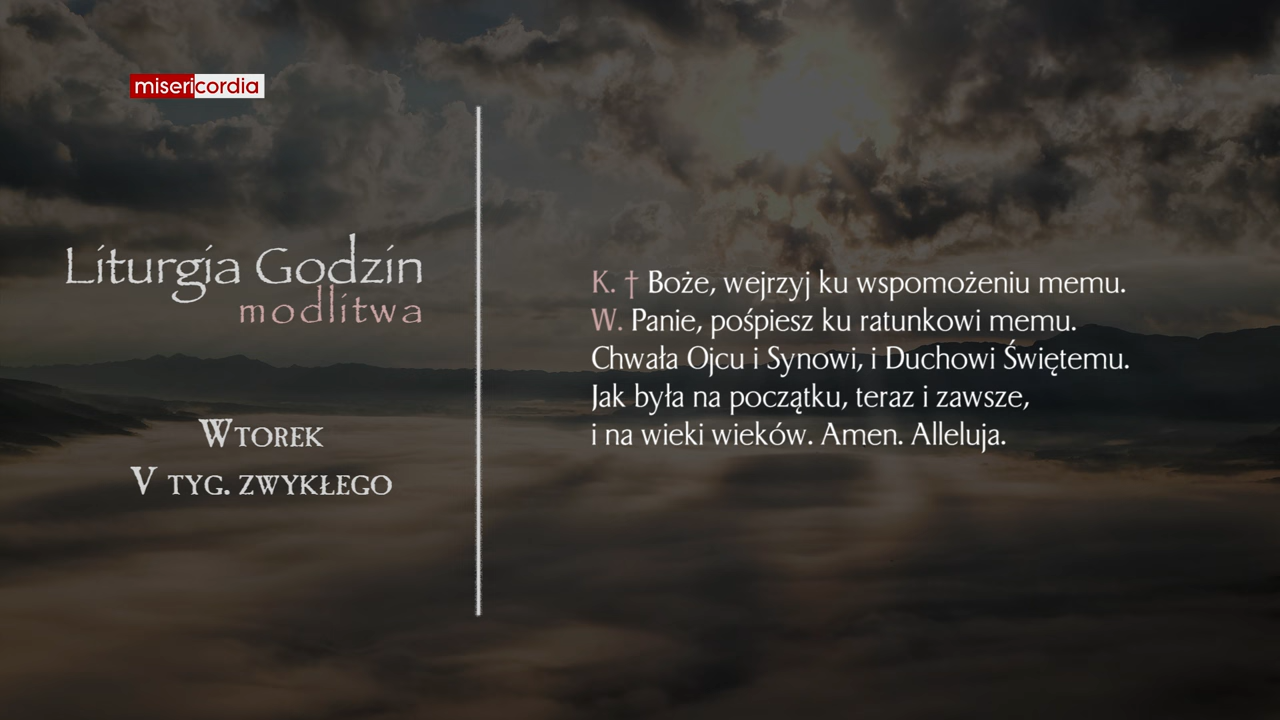 misericordia
Liturgia Godzin
modlitwa
Wtorek
V tyg. zwykłego
K. † Boże, wejrzyj ku wspomożeniu memu.
W. Panie, pośpiesz ku ratunkowi memu.
Chwała Ojcu i Synowi, i Duchowi Świętemu.
Jak była na początku, teraz i zawsze,
i na wieki wieków. Amen. Alleluja.